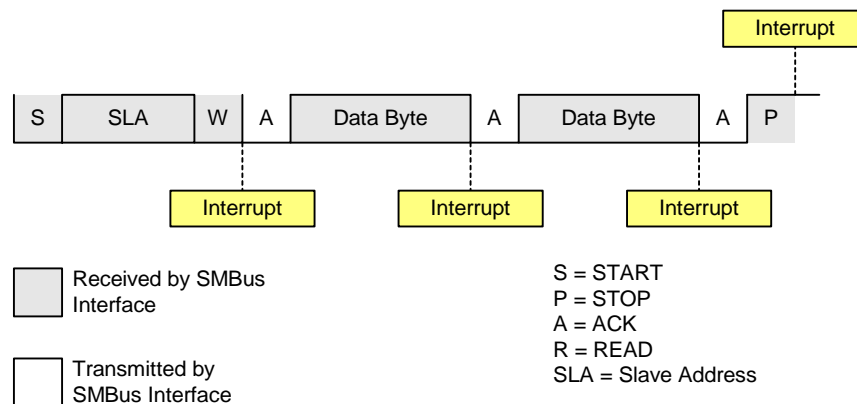 Interrupt
S
SLA
W
A
Data Byte
A
Data Byte
A
P
Interrupt
Interrupt
Interrupt
Received by SMBus
Interface
Transmitted by
SMBus Interface
S = START
P = STOP
A = ACK
R = READ
SLA = Slave Address